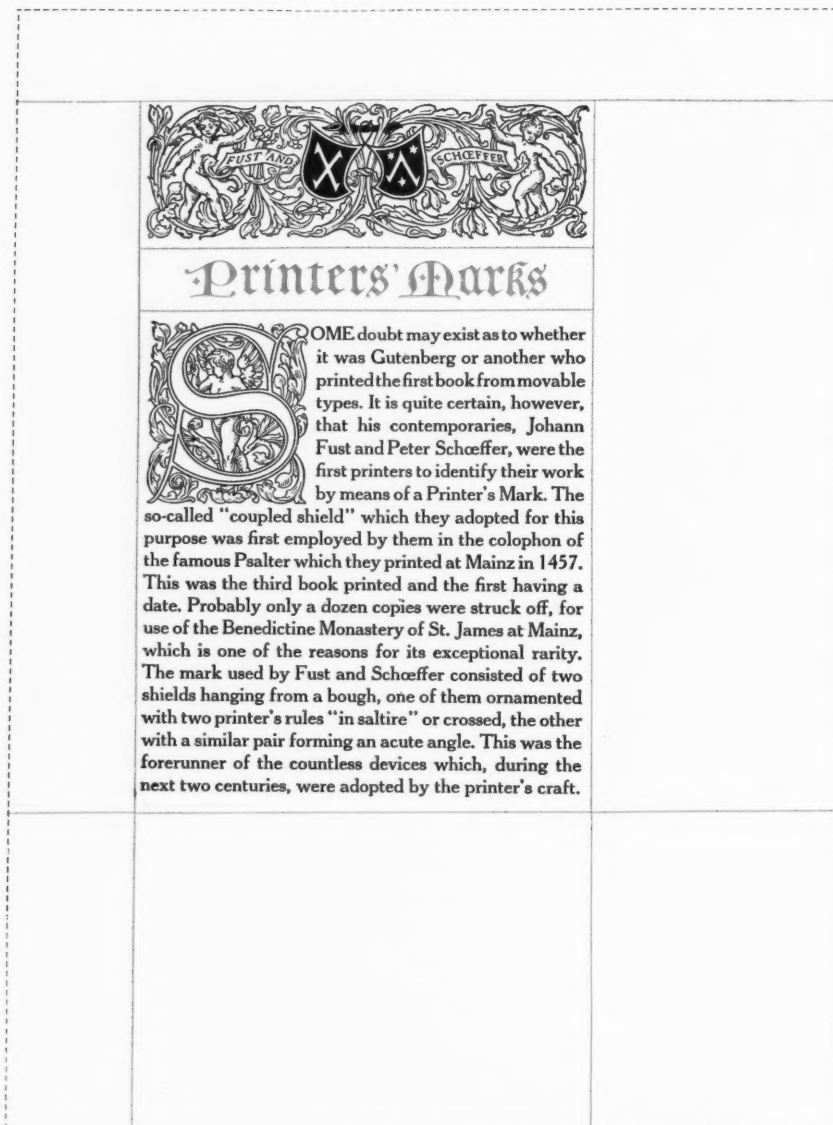 FUST AND SCHŒFFER
Printers' Marks
SOME doubt may exist as to whether
it was Gutenberg or another who
printed the first book from movable
types. It is quite certain, however,
that his contemporaries, Johann
Fust and Peter Schœffer, were the
first printers to identify their work
by means of a Printer's Mark. The
so-called "coupled shield" which they adopted for this
purpose was first employed by them in the colophon of
the famous Psalter which they printed at Mainz in 1457.
This was the third book printed and the first having a
date. Probably only a dozen copies were struck off, for
use of the Benedictine Monastery of St. James at Mainz,
which is one of the reasons for its exceptional rarity.
The mark used by Fust and Schœffer consisted of two
shields hanging from a bough, one of them ornamented
with two printer's rules "in saltire" or crossed, the other
with a similar pair forming an acute angle. This was the
forerunner of the countless devices which, during the
next two centuries, were adopted by the printer's craft.